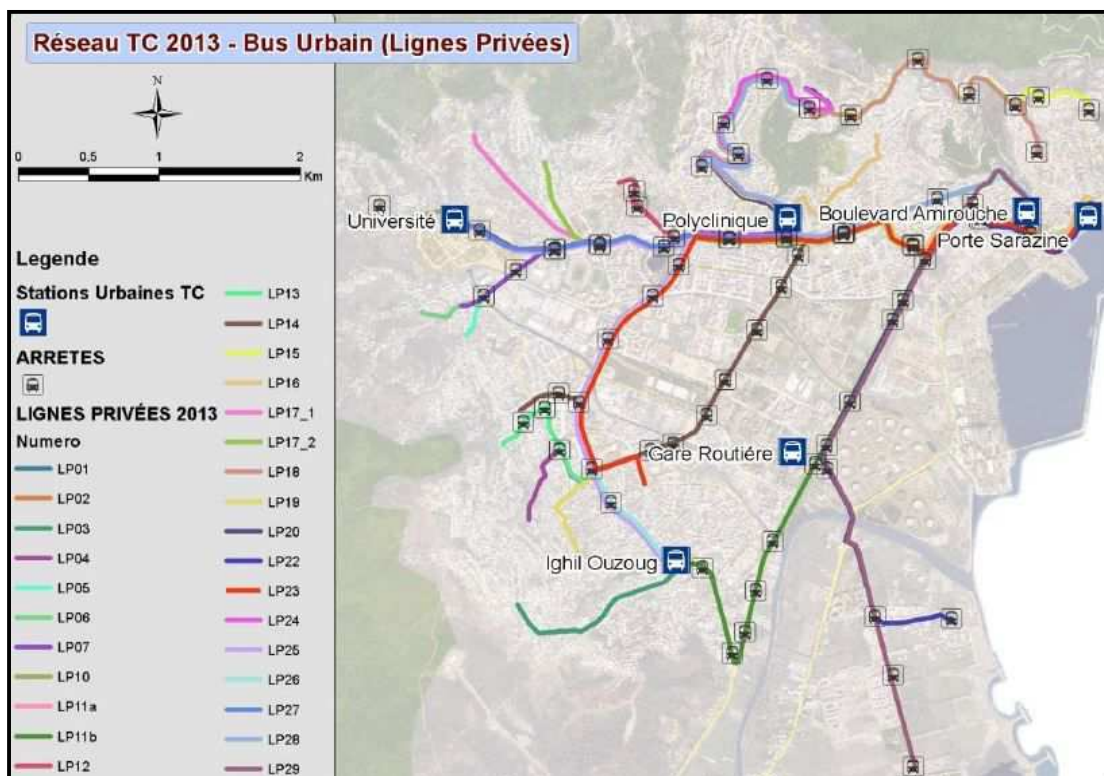 Réseau TC 2013 - Bus Urbain (Lignes Privées)
N
0 0.5 1 2
Km
Legende
Stations Urbaines TC
ARRETES
LIGNES PRIVÉES 2013
Numero
LP01
LP02
LP03
LP04
LP05
LP06
LP07
LP10
LP11a
LP11b
LP12
LP13
LP14
LP15
LP16
LP17_1
LP17_2
LP18
LP19
LP20
LP22
LP23
LP24
LP25
LP26
LP27
LP28
LP29
Université
Polyclinique
Boulevard Amirouche
Porte Sarazine
Gare Routiére
Ighil Ouzoug